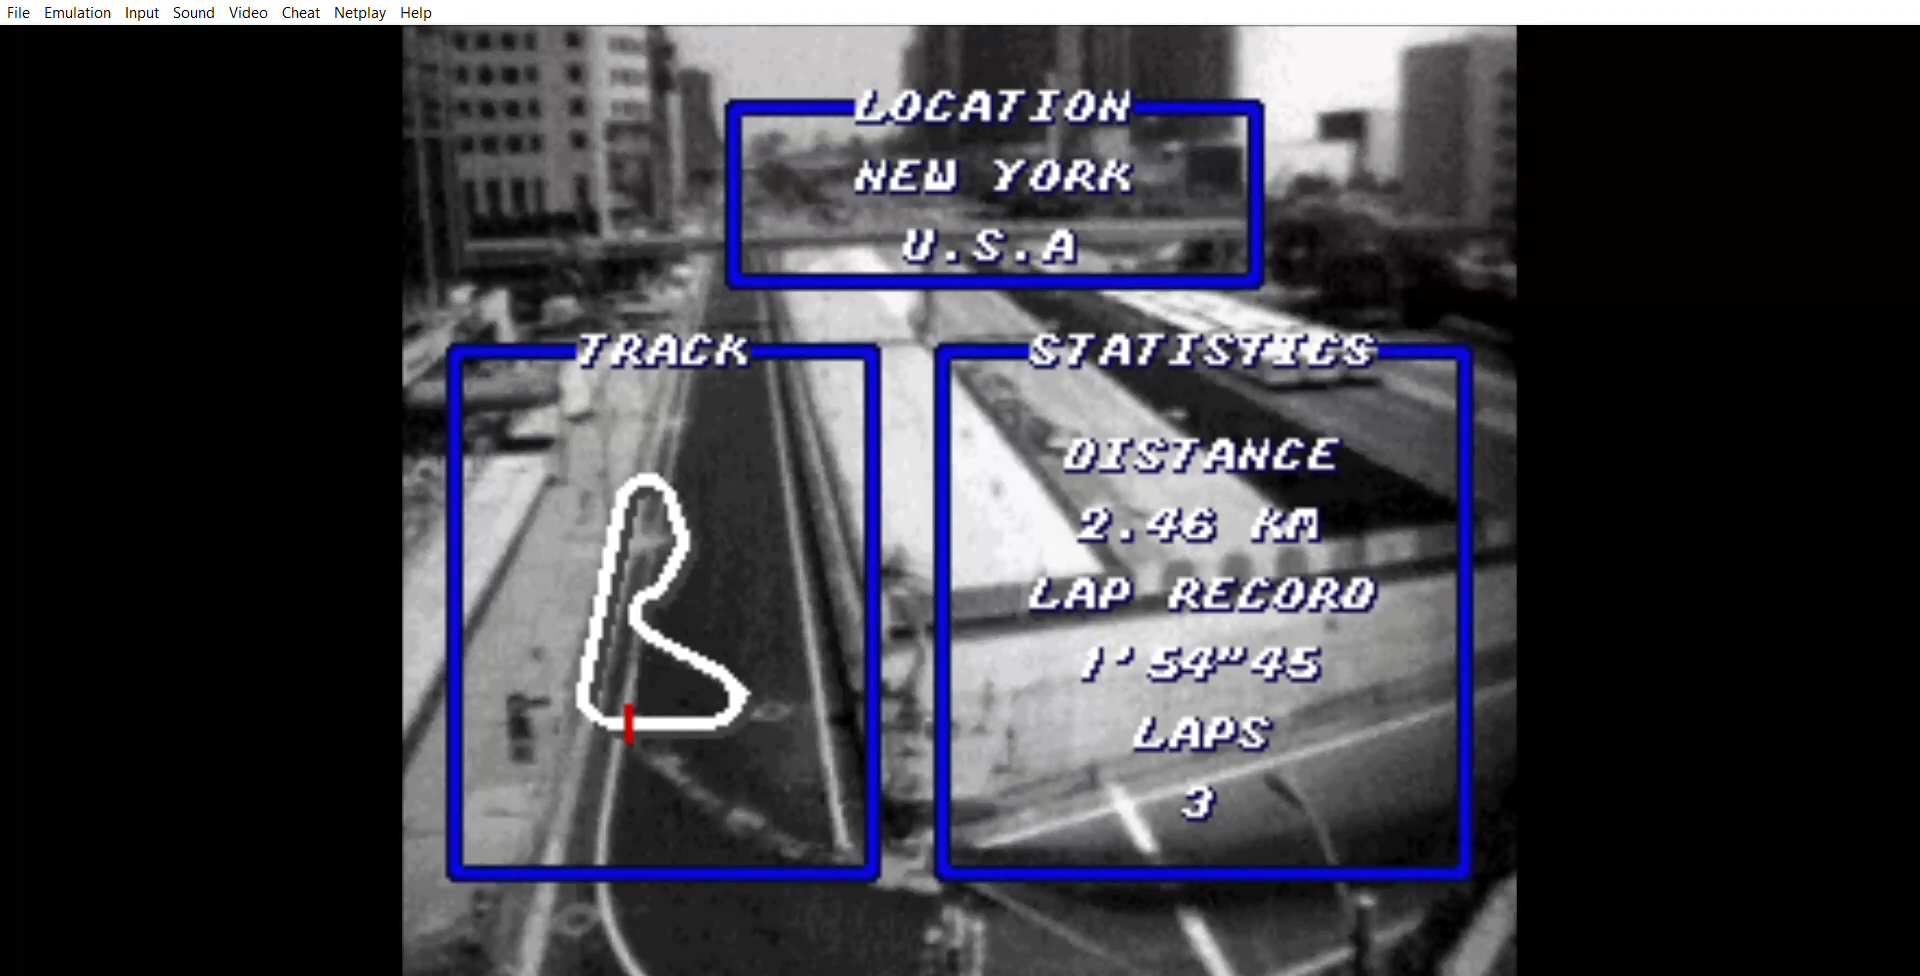 File Emulation Input Sound Video Cheat Netplay Help
LOCATION
NEW YORK
U.S.A
TRACK
STATISTICS
DISTANCE
2.46 KM
LAP RECORD
1'54"45
LAPS
3